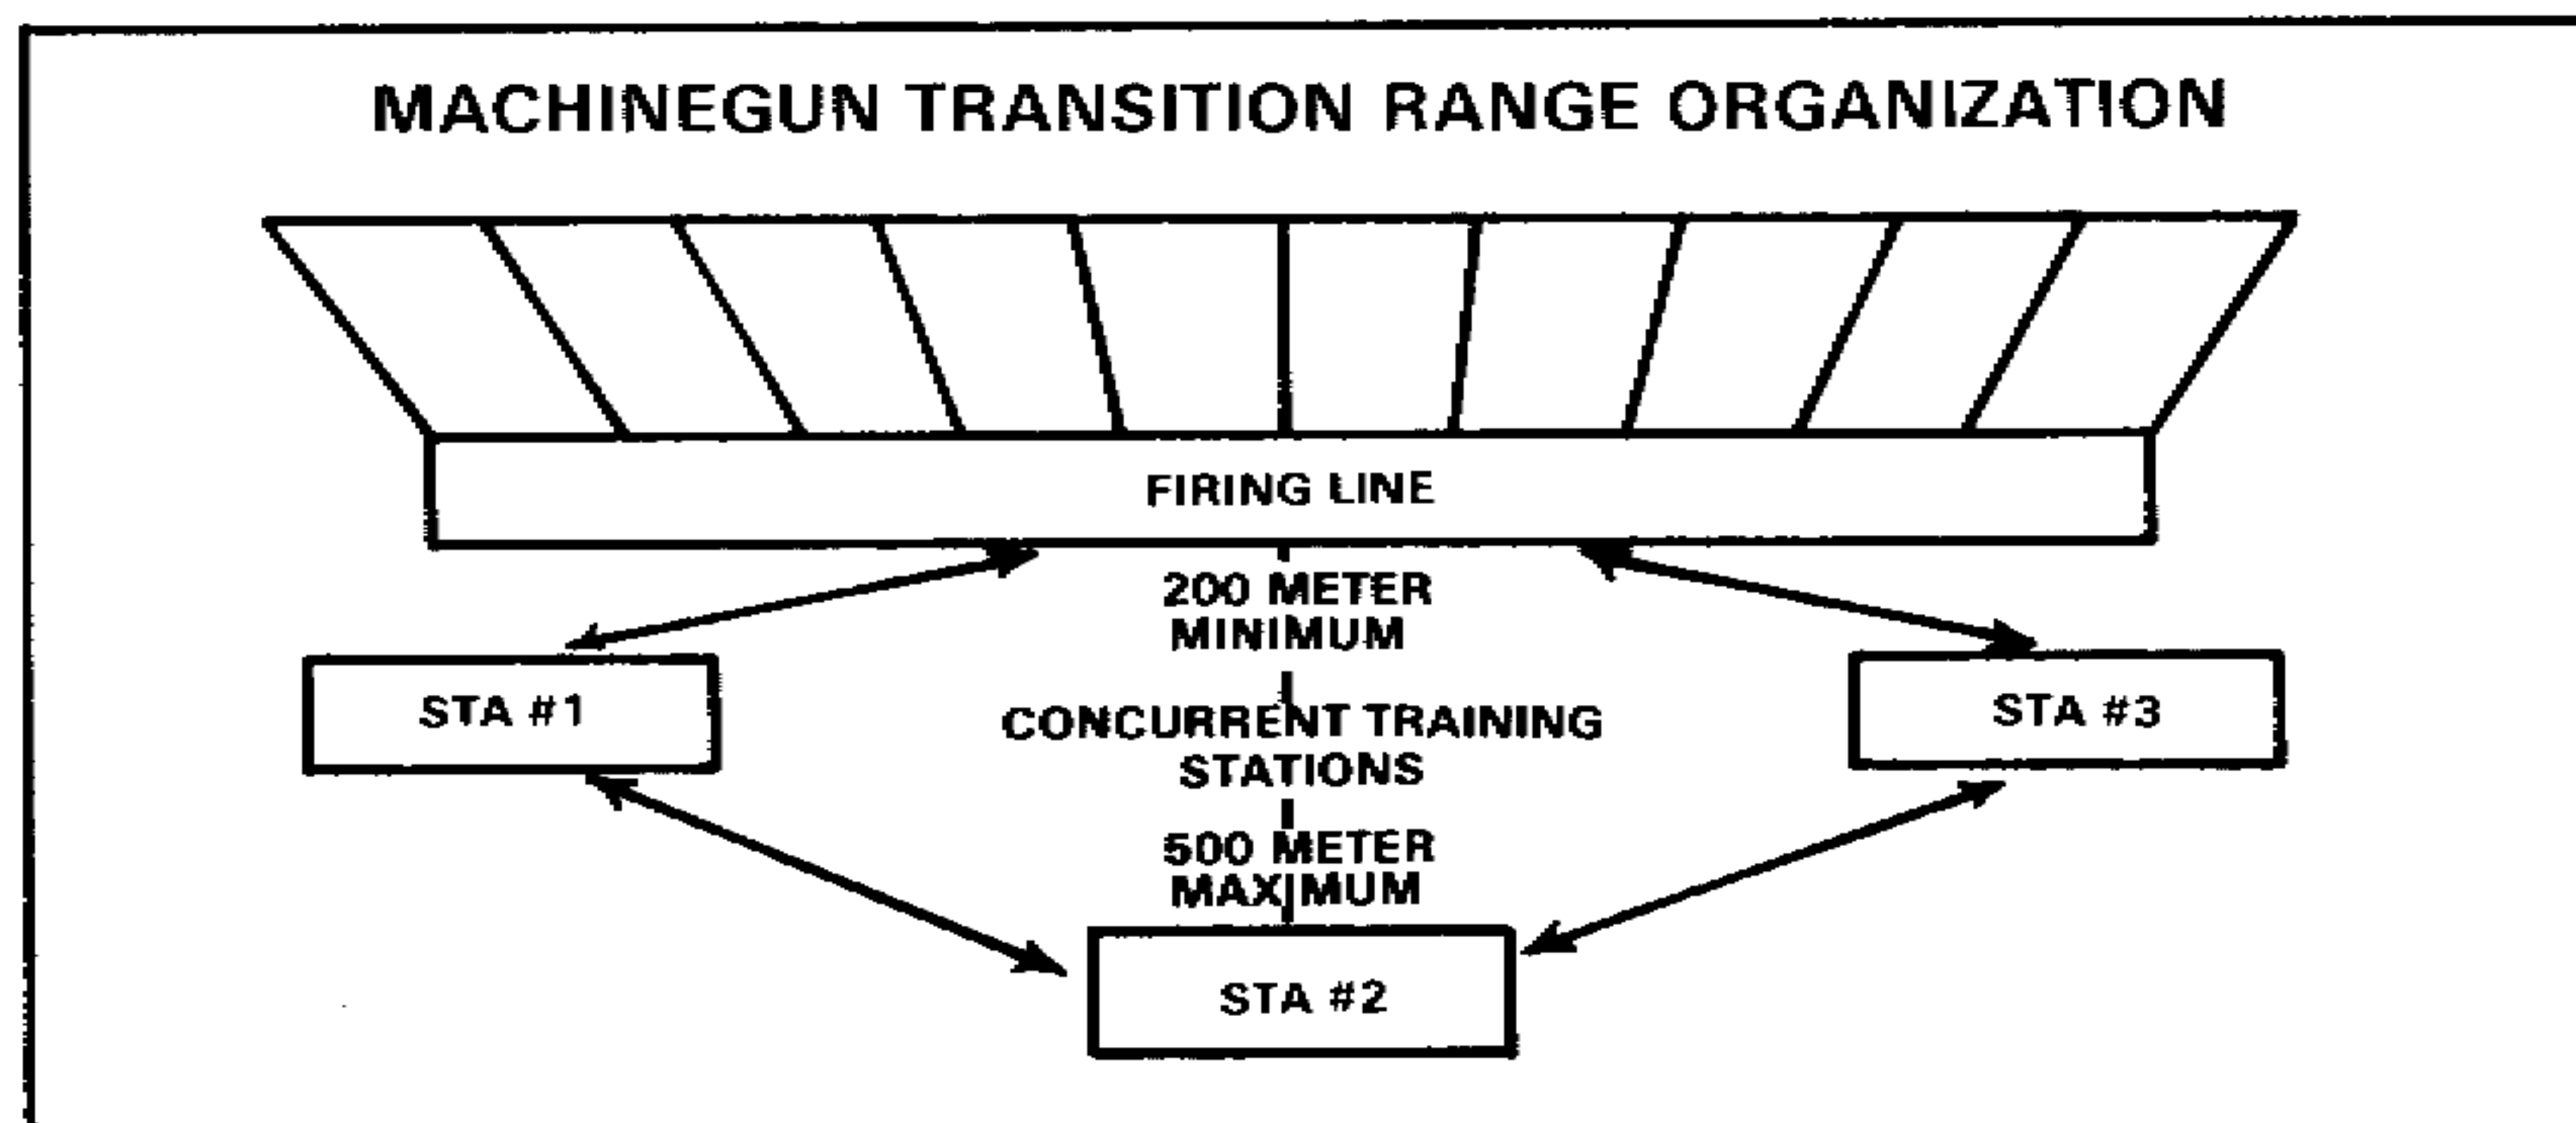 MACHINEGUN TRANSITION RANGE ORGANIZATION
FIRING LINE
200 METER
MINIMUM
STA #1
CONCURRENT TRAINING
STATIONS
STA #3
500 METER
MAXIMUM
STA #2